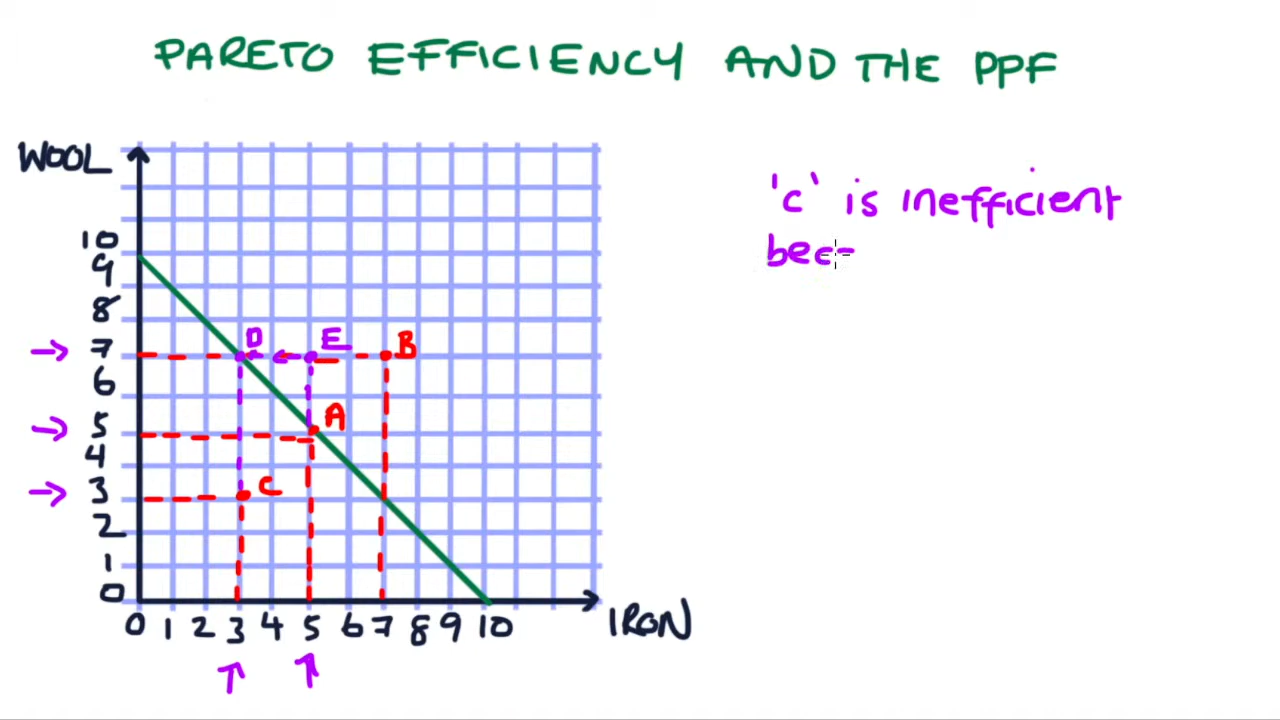 PARETO EFFICIENCY AND THE PPF
WOOL
'c' is inefficient
10
9
8
7
6
5
4
3
2
1
0
D E B
A
C
0 1 2 3 4 5 6 7 8 9 10 IRON